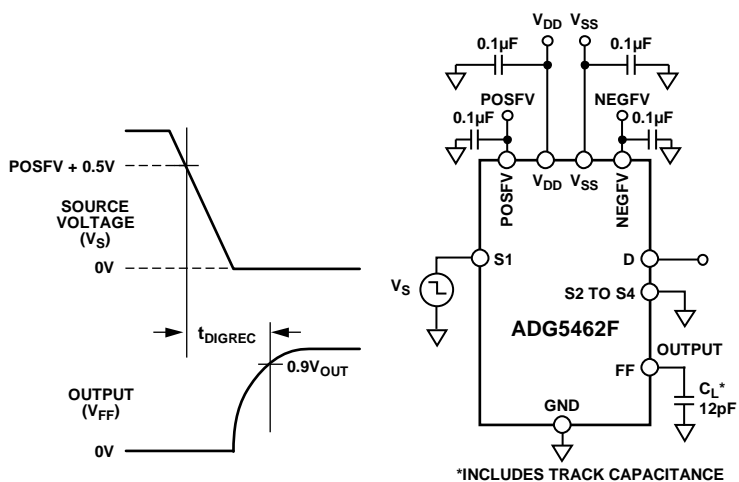 POSFV + 0.5V
SOURCE
VOLTAGE
(VS)
0V
tDIGREC
0.9VOUT
OUTPUT
(VFF)
0V
VDD
VSS
0.1µF
0.1µF
POSFV
NEGFV
0.1µF
0.1µF
POSFV
VDD
VSS
NEGFV
S1
D
VS
S2 TO S4
ADG5462F
OUTPUT
FF
CL*
12pF
GND
*INCLUDES TRACK CAPACITANCE